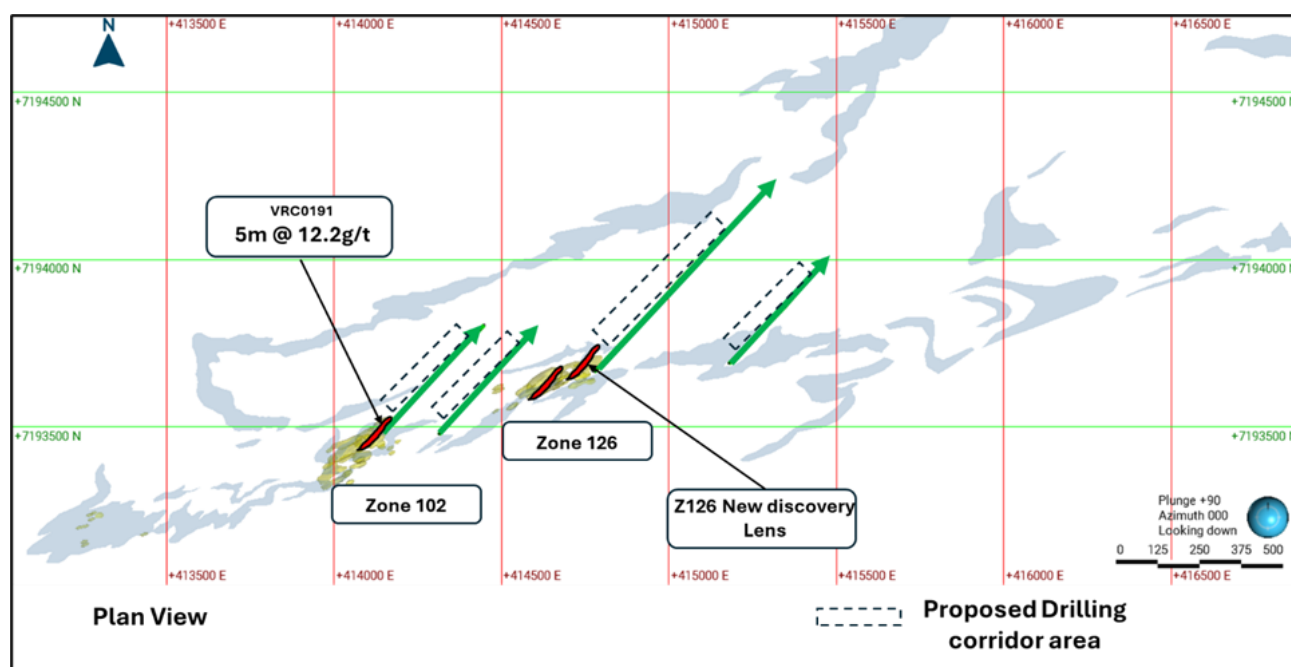 N
+413500 E
+414000 E
+414500 E
+415000 E
+415500 E
+416000 E
+416500 E
+7194500 N
+7194500 N
VRC0191
5m @ 12.2g/t
+7194000 N
+7194000 N
+7193500 N
+7193500 N
Zone 126
Zone 102
Z126 New discovery
Lens
Plunge +90
Azimuth 000
Looking down
0 125 250 375 500
+413500 E
+414000 E
+414500 E
+415000 E
+415500 E
+416000 E
+416500 E
Plan View
Proposed Drilling
corridor area